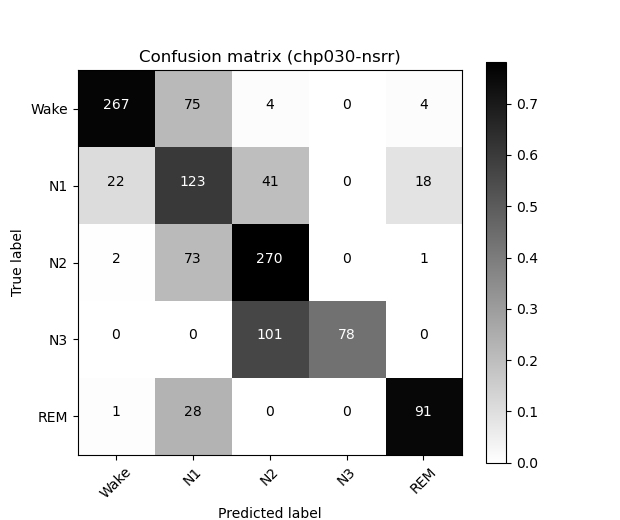 Confusion matrix (chp030-nsrr)
Wake 267 75 4 0 4
N1 22 123 41 0 18
N2 2 73 270 0 1
N3 0 0 101 78 0
REM 1 28 0 0 91
Wake N1 N2 N3 REM
Predicted label
True label
0.7
0.6
0.5
0.4
0.3
0.2
0.1
0.0